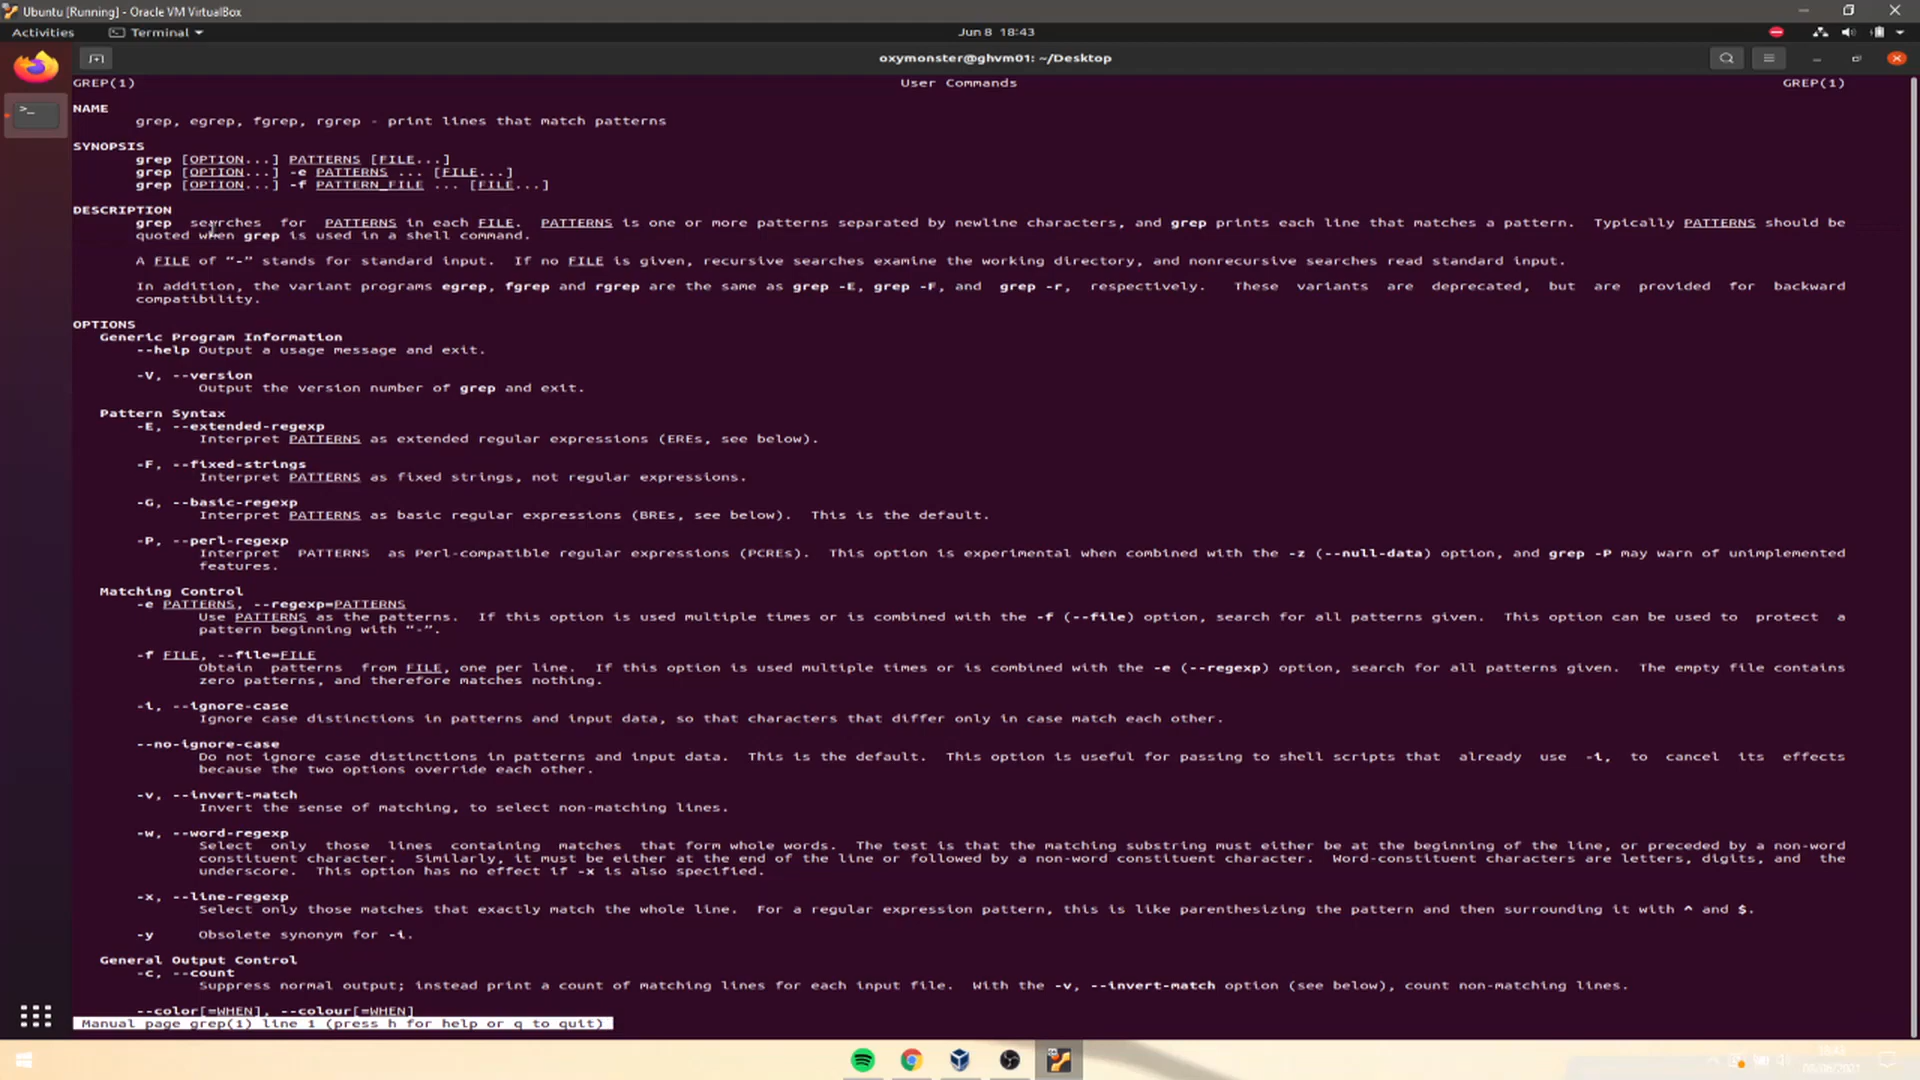 Ubuntu [Running] - Oracle VM VirtualBox
Activities Terminal Jun 8 18:43
oxymonster@ghvm01: ~/Desktop
GREP(1) User Commands GREP(1)
NAME
grep, egrep, fgrep, rgrep - print lines that match patterns
SYNOPSIS
grep [OPTION...] PATTERNS [FILE...]
grep [OPTION...] -e PATTERNS ... [FILE...]
grep [OPTION...] -f PATTERN_FILE ... [FILE...]
DESCRIPTION
grep searches for PATTERNS in each FILE. PATTERNS is one or more patterns separated by newline characters, and grep prints each line that matches a pattern. Typically PATTERNS should be
quoted when grep is used in a shell command.
A FILE of “-” stands for standard input. If no FILE is given, recursive searches examine the working directory, and nonrecursive searches read standard input.
In addition, the variant programs egrep, fgrep and rgrep are the same as grep -E, grep -F, and grep -r, respectively. These variants are deprecated, but are provided for backward
compatibility.
OPTIONS
Generic Program Information
--help Output a usage message and exit.
-V, --version
Output the version number of grep and exit.
Pattern Syntax
-E, --extended-regexp
Interpret PATTERNS as extended regular expressions (EREs, see below).
-F, --fixed-strings
Interpret PATTERNS as fixed strings, not regular expressions.
-G, --basic-regexp
Interpret PATTERNS as basic regular expressions (BREs, see below). This is the default.
-P, --perl-regexp
Interpret PATTERNS as Perl-compatible regular expressions (PCREs). This option is experimental when combined with the -z (--null-data) option, and grep -P may warn of unimplemented
features.
Matching Control
-e PATTERNS, --regexp=PATTERNS
Use PATTERNS as the patterns. If this option is used multiple times or is combined with the -f (--file) option, search for all patterns given. This option can be used to protect a
pattern beginning with “-”.
-f FILE, --file=FILE
Obtain patterns from FILE, one per line. If this option is used multiple times or is combined with the -e (--regexp) option, search for all patterns given. The empty file contains
zero patterns, and therefore matches nothing.
-i, --ignore-case
Ignore case distinctions in patterns and input data, so that characters that differ only in case match each other.
--no-ignore-case
Do not ignore case distinctions in patterns and input data. This is the default. This option is useful for passing to shell scripts that already use -i, to cancel its effects
because the two options override each other.
-v, --invert-match
Invert the sense of matching, to select non-matching lines.
-w, --word-regexp
Select only those lines containing matches that form whole words. The test is that the matching substring must either be at the beginning of the line, or preceded by a non-word
constituent character. Similarly, it must be either at the end of the line or followed by a non-word constituent character. Word-constituent characters are letters, digits, and the
underscore. This option has no effect if -x is also specified.
-x, --line-regexp
Select only those matches that exactly match the whole line. For a regular expression pattern, this is like parenthesizing the pattern and then surrounding it with ^ and $.
-y Obsolete synonym for -i.
General Output Control
-c, --count
Suppress normal output; instead print a count of matching lines for each input file. With the -v, --invert-match option (see below), count non-matching lines.
--color[=WHEN], --colour[=WHEN]
Manual page grep(1) line 1 (press h for help or q to quit)